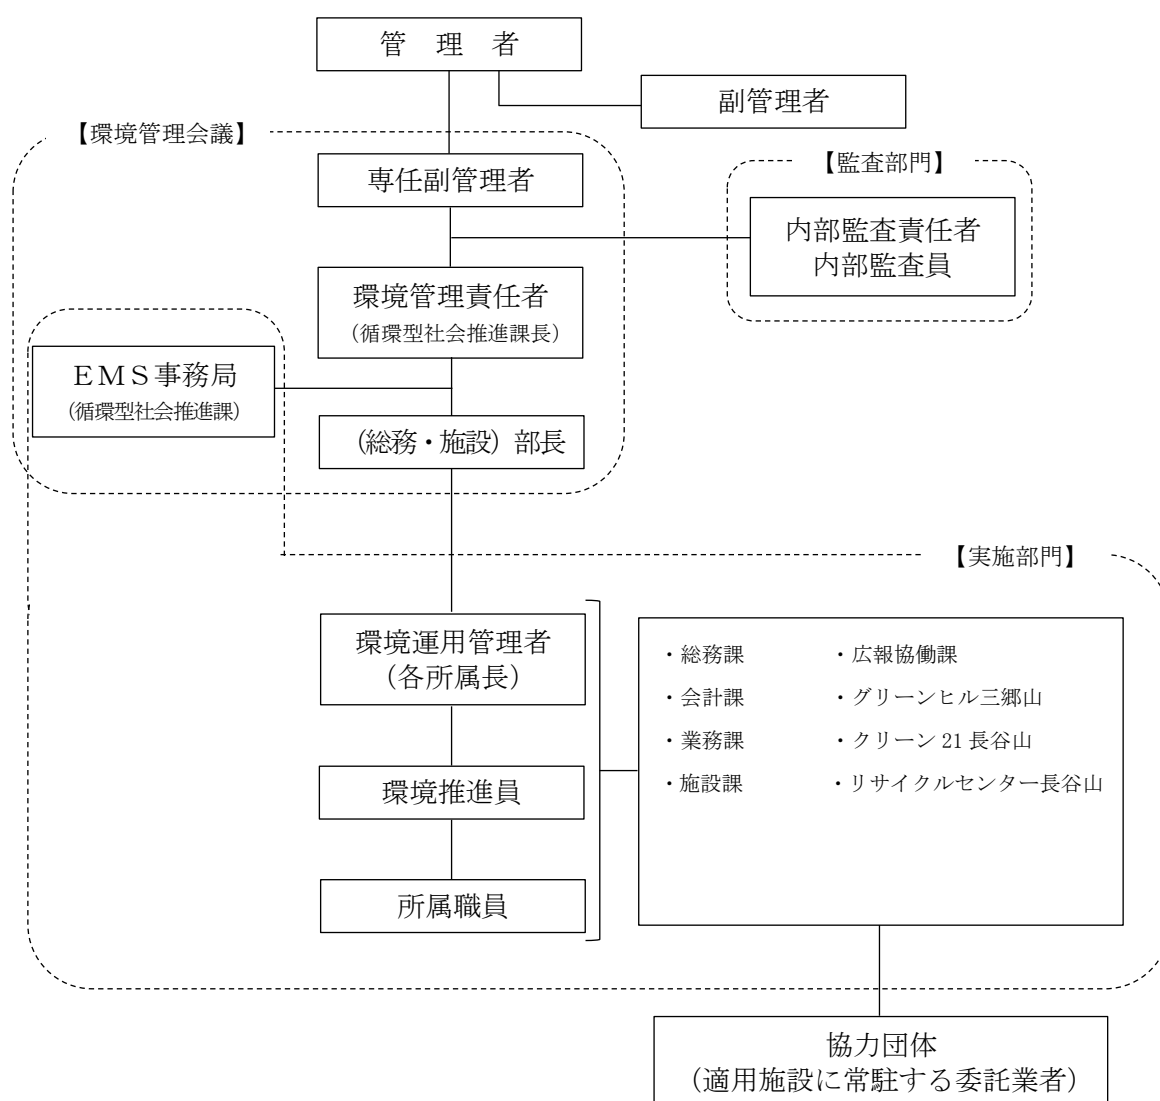 管　理　者
副管理者
【環境管理会議】
専任副管理者
【監査部門】
内部監査責任者
内部監査員
環境管理責任者
（循環型社会推進課長）
ＥＭＳ事務局
（循環型社会推進課）
（総務・施設）部長
【実施部門】
環境運用管理者
（各所属長）
・総務課　・広報協働課
・会計課　・グリーンヒル三郷山
・業務課　・クリーン 21 長谷山
・施設課　・リサイクルセンター長谷山
環境推進員
所属職員
協力団体
（適用施設に常駐する委託業者）